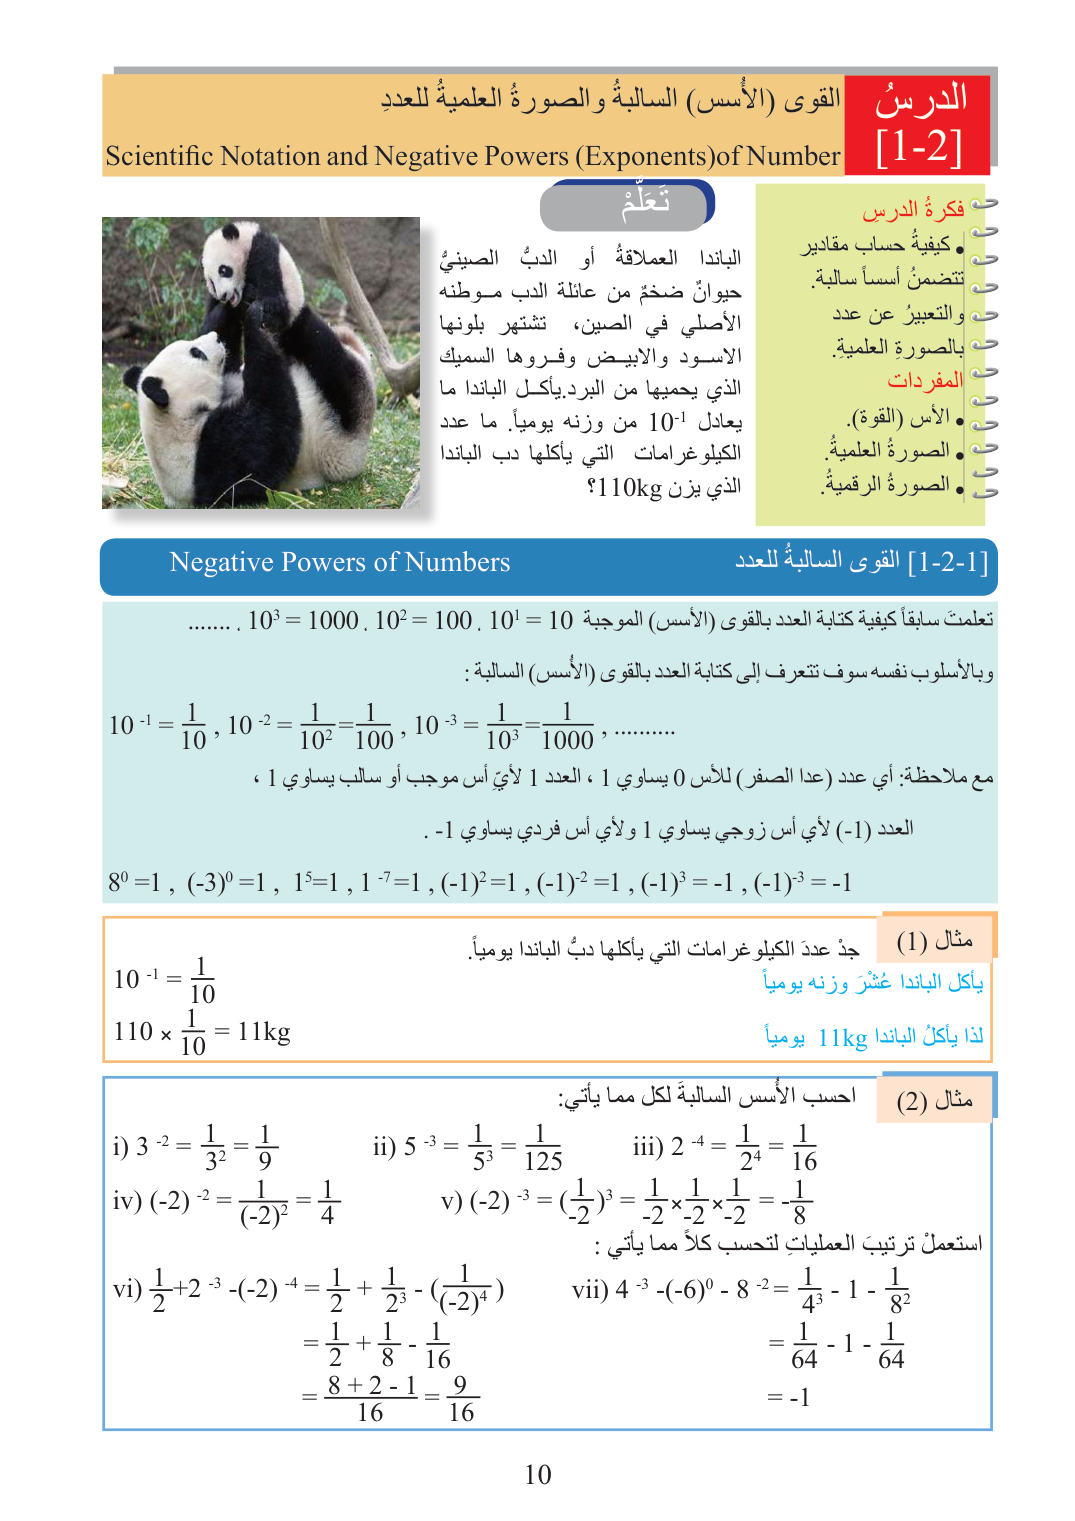 الدرسُ
[1-2]
القوى (الأُسس) السالبةُ والصورةُ العلميةُ للعددِ
Scientific Notation and Negative Powers (Exponents)of Number
فكرةُ الدرسِ
• كيفيةُ حساب مقادير
تتضمنُ أسساً سالبة.
والتعبيرُ عن عدد
بالصورةِ العلميةِ.
المفردات
• الأس (القوة).
• الصورةُ العلميةُ.
• الصورةُ الرقميةُ.
تَعَلَّمْ
الباندا العملاقةُ أو الدبُّ الصينيُّ
حيوانٌ ضخمٌ من عائلة الدب مـوطنه
الأصلي في الصين، تشتهر بلونها
الاسـود والابيـض وفـروها السميك
الذي يحميها من البرد.يأكـل الباندا ما
يعادل 10⁻¹ من وزنه يومياً. ما عدد
الكيلوغرامات التي يأكلها دب الباندا
الذي يزن 110kg؟
[1-2-1] القوى السالبةُ للعدد Negative Powers of Numbers
تعلمتَ سابقاً كيفية كتابة العدد بالقوى (الأسس) الموجبة 10¹ = 10 . 10² = 100 . 10³ = 1000 . .......
وبالأسلوب نفسه سوف تتعرف إلى كتابة العدد بالقوى (الأُسس) السالبة :
10 ⁻¹ = 1/10 , 10 ⁻² = 1/10² = 1/100 , 10 ⁻³ = 1/10³ = 1/1000 , ..........
مع ملاحظة: أي عدد (عدا الصفر) للأس 0 يساوي 1 ، العدد 1 لأيِّ أس موجب أو سالب يساوي 1 ،
العدد (1-) لأي أس زوجي يساوي 1 ولأي أس فردي يساوي 1- .
8⁰ =1 , (-3)⁰ =1 , 1⁵=1 , 1 ⁻⁷ =1 , (-1)² =1 , (-1)⁻² =1 , (-1)³ = -1 , (-1)⁻³ = -1
مثال (1)
جدْ عددَ الكيلوغرامات التي يأكلها دبُّ الباندا يومياً.
يأكل الباندا عُشْرَ وزنه يومياً
10 ⁻¹ = 1/10
لذا يأكلُ الباندا 11kg يومياً
110 × 1/10 = 11kg
مثال (2)
احسب الأُسس السالبةَ لكل مما يأتي:
i) 3 ⁻² = 1/3² = 1/9 ii) 5 ⁻³ = 1/5³ = 1/125 iii) 2 ⁻⁴ = 1/2⁴ = 1/16
iv) (-2) ⁻² = 1/(-2)² = 1/4 v) (-2) ⁻³ = (1/-2)³ = 1/-2 × 1/-2 × 1/-2 = -1/8
استعملْ ترتيبَ العملياتِ لتحسب كلاً مما يأتي :
vi) 1/2 +2 ⁻³ -(-2) ⁻⁴ = 1/2 + 1/2³ - (1/(-2)⁴ ) vii) 4 ⁻³ -(-6)⁰ - 8 ⁻² = 1/4³ - 1 - 1/8²
= 1/2 + 1/8 - 1/16 = 1/64 - 1 - 1/64
= 8 + 2 - 1/16 = 9/16 = -1
10